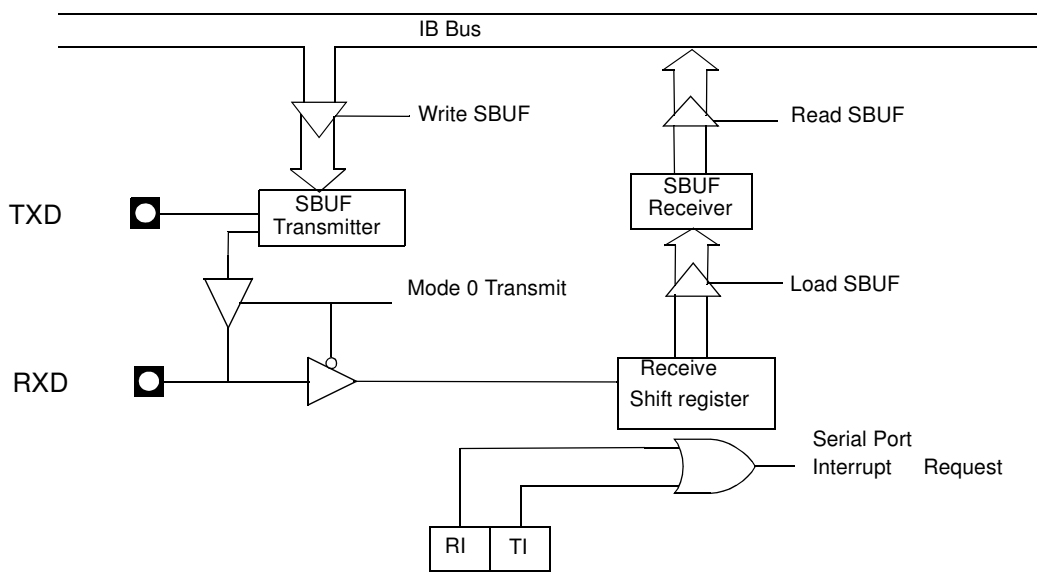 IB Bus
Write SBUF
Read SBUF
TXD
SBUF
Transmitter
SBUF
Receiver
Mode 0 Transmit
Load SBUF
RXD
Receive
Shift register
Serial Port
Interrupt Request
RI TI